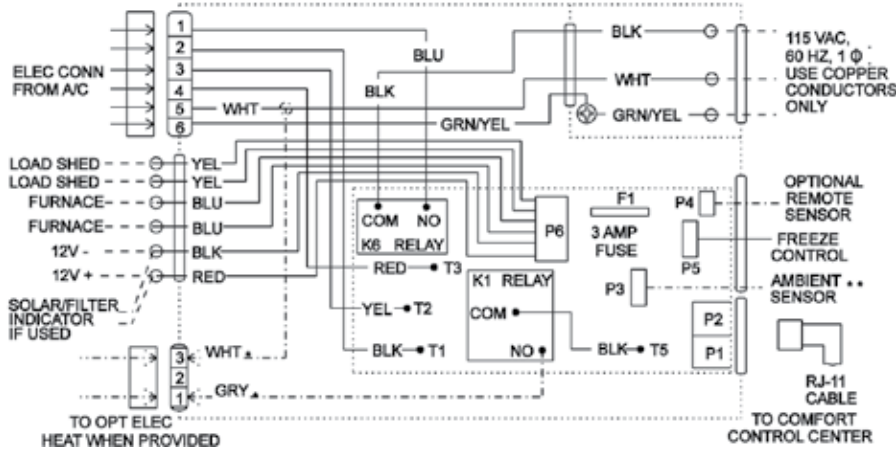 ELEC CONN
FROM A/C
1
2
3
4
5
6
WHT
BLU
BLK
GRN/YEL
BLK
WHT
GRN/YEL
115 VAC,
60 HZ, 1 Φ
USE COPPER
CONDUCTORS
ONLY
LOAD SHED
LOAD SHED
FURNACE
FURNACE
12V -
12V +
YEL
YEL
BLU
BLU
BLK
RED
SOLAR/FILTER
INDICATOR
IF USED
COM NO
K6 RELAY
RED T3
YEL T2
BLK T1
K1 RELAY
COM
NO
BLK T5
P6
F1
3 AMP
FUSE
P4
P5
P3
P2
P1
OPTIONAL
REMOTE
SENSOR
FREEZE
CONTROL
AMBIENT **
SENSOR
RJ-11
CABLE
TO COMFORT
CONTROL CENTER
3
2
1
WHT
GRY
TO OPT ELEC
HEAT WHEN PROVIDED